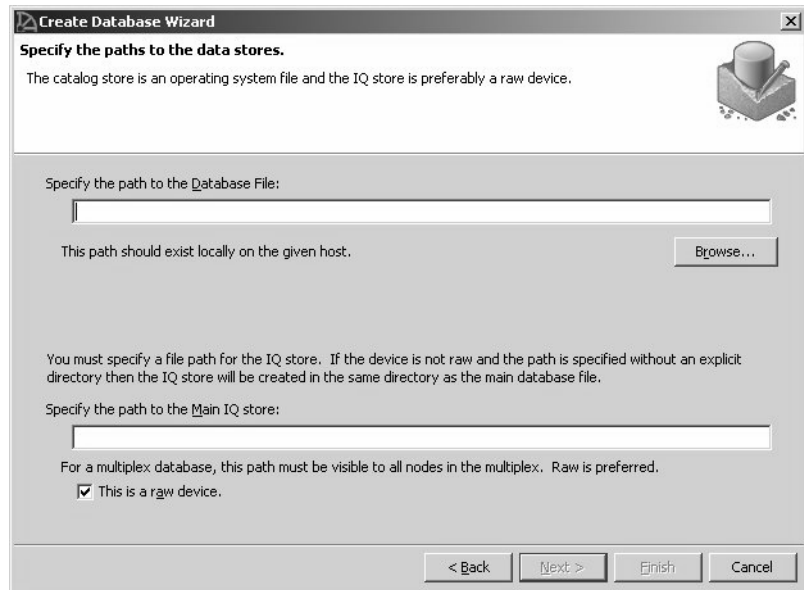 Create Database Wizard
Specify the paths to the data stores.
The catalog store is an operating system file and the IQ store is preferably a raw device.
Specify the path to the Database File:
This path should exist locally on the given host.
Browse...
You must specify a file path for the IQ store. If the device is not raw and the path is specified without an explicit
directory then the IQ store will be created in the same directory as the main database file.
Specify the path to the Main IQ store:
For a multiplex database, this path must be visible to all nodes in the multiplex. Raw is preferred.
This is a raw device.
< Back
Next >
Finish
Cancel